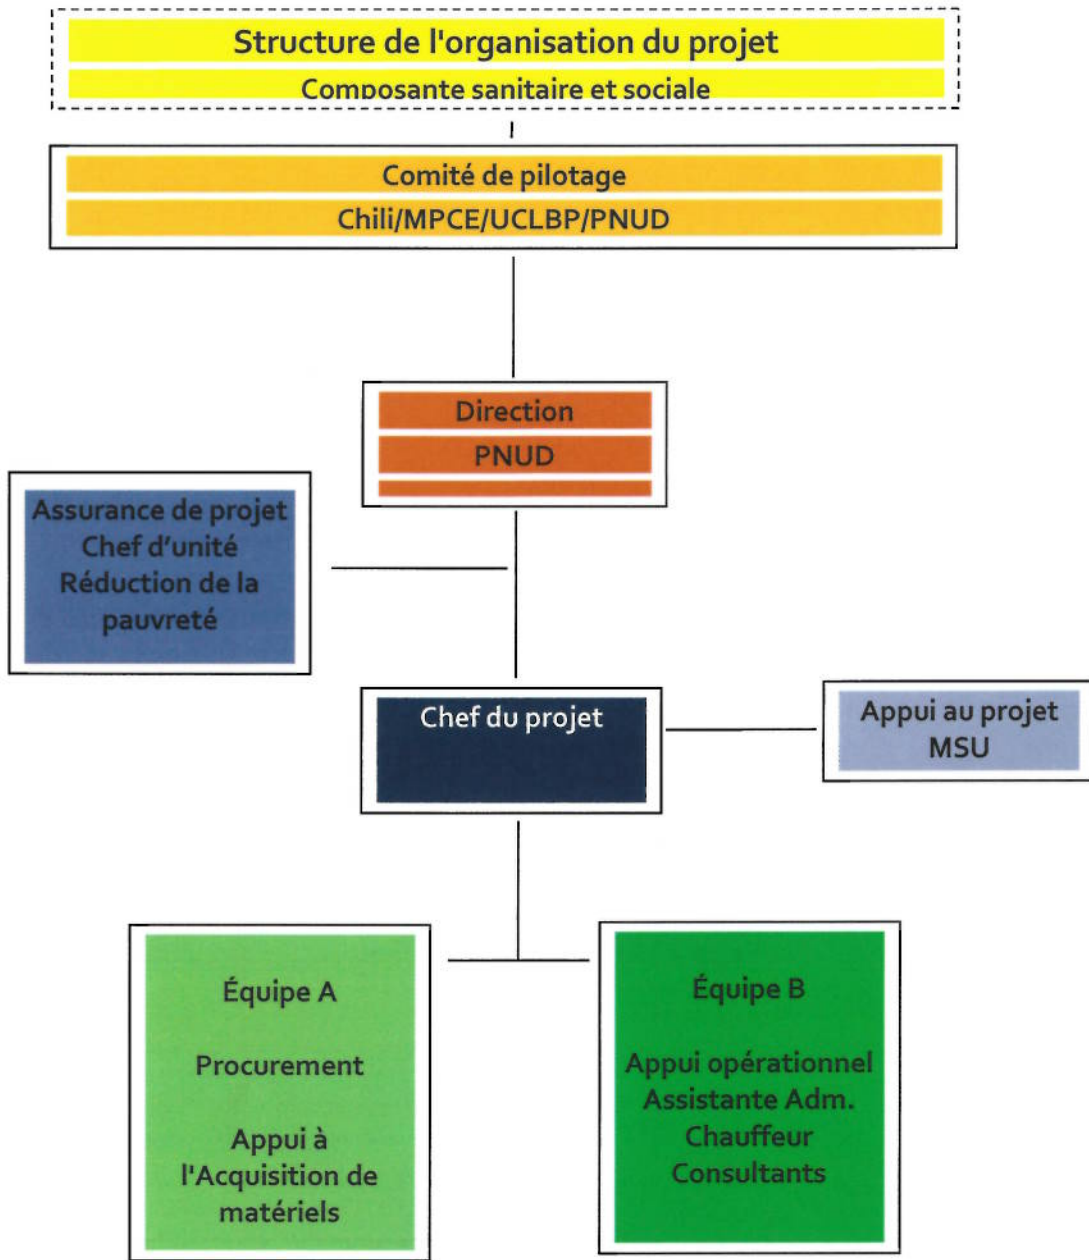 Structure de l'organisation du projet
Composante sanitaire et sociale
Comité de pilotage
Chili/MPCE/UCLBP/PNUD
Direction
PNUD
Assurance de projet
Chef d'unité
Réduction de la
pauvreté
Chef du projet
Appui au projet
MSU
Équipe A
Procurement
Appui à
l'Acquisition de
matériels
Équipe B
Appui opérationnel
Assistante Adm.
Chauffeur
Consultants